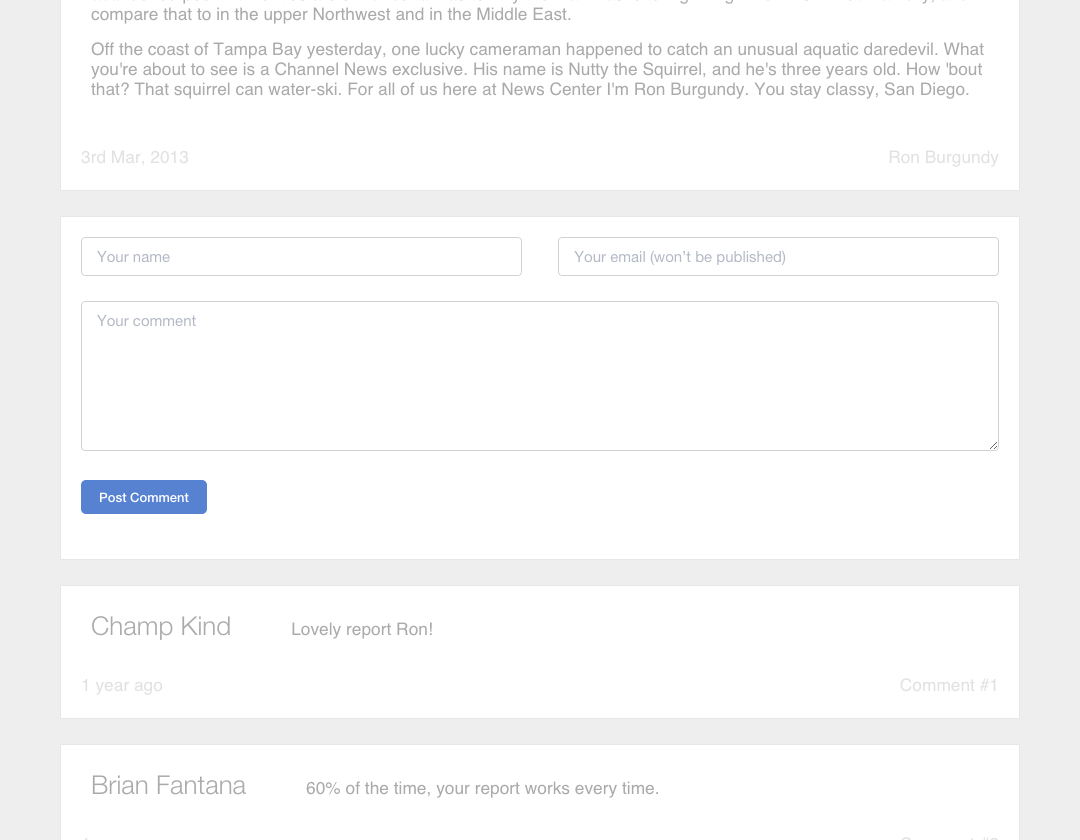 compare that to in the upper Northwest and in the Middle East.
Off the coast of Tampa Bay yesterday, one lucky cameraman happened to catch an unusual aquatic daredevil. What
you're about to see is a Channel News exclusive. His name is Nutty the Squirrel, and he's three years old. How 'bout
that? That squirrel can water-ski. For all of us here at News Center I'm Ron Burgundy. You stay classy, San Diego.
3rd Mar, 2013 Ron Burgundy
Your name Your email (won't be published)
Your comment
Post Comment
Champ Kind Lovely report Ron!
1 year ago Comment #1
Brian Fantana 60% of the time, your report works every time.